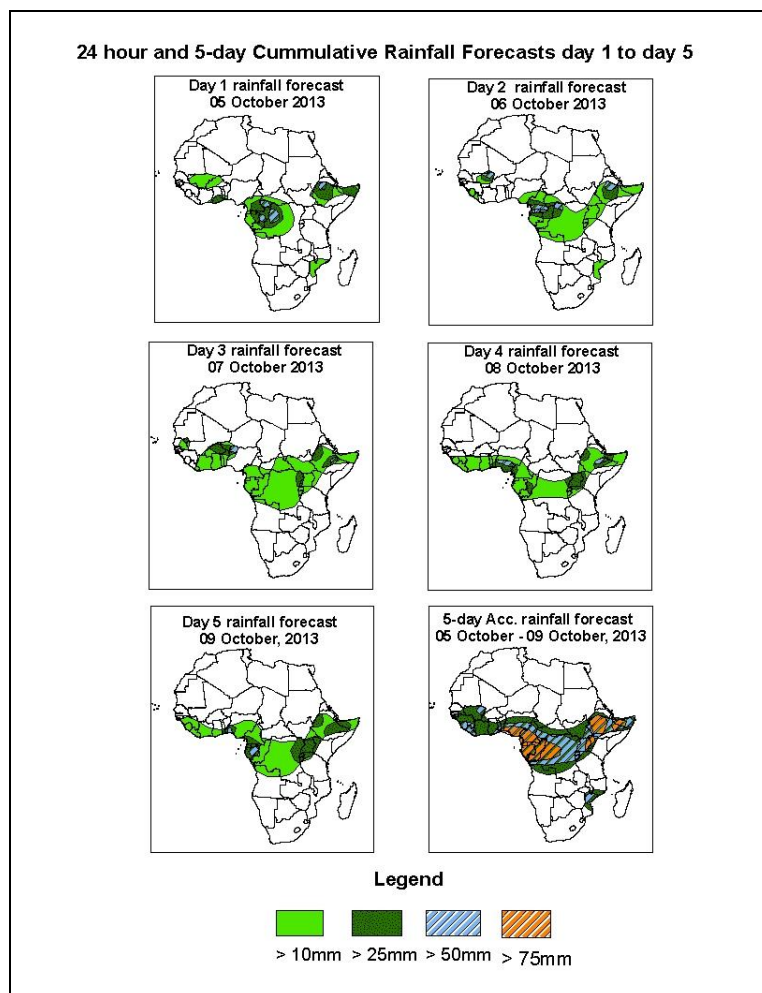 24 hour and 5-day Cummulative Rainfall Forecasts day 1 to day 5
Day 1 rainfall forecast
05 October 2013
Day 2 rainfall forecast
06 October 2013
Day 3 rainfall forecast
07 October 2013
Day 4 rainfall forecast
08 October 2013
Day 5 rainfall forecast
09 October, 2013
5-day Acc. rainfall forecast
05 October - 09 October, 2013
Legend
> 10mm > 25mm > 50mm > 75mm